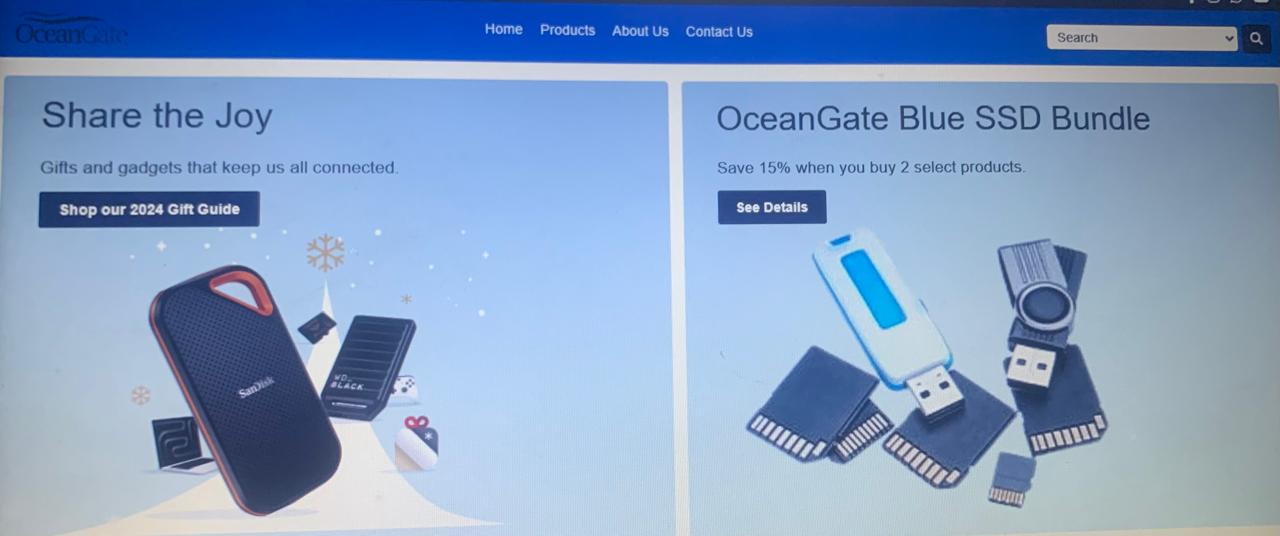 OceanGate
Home Products About Us Contact Us
Search
Share the Joy
Gifts and gadgets that keep us all connected.
Shop our 2024 Gift Guide
SanDisk
WD_
BLACK
OceanGate Blue SSD Bundle
Save 15% when you buy 2 select products.
See Details